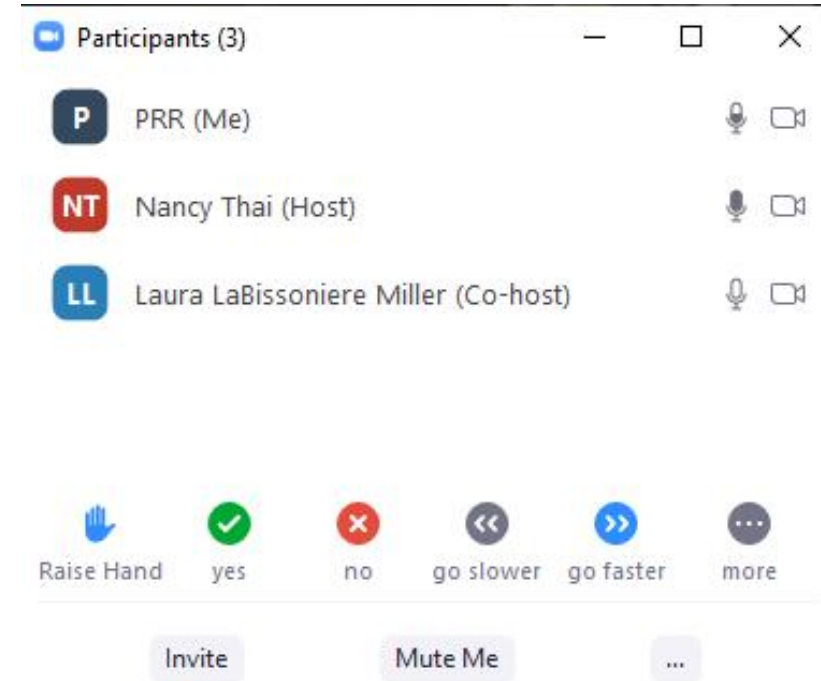 Participants (3)
P PRR (Me)
NT Nancy Thai (Host)
LL Laura LaBissoniere Miller (Co-host)
Raise Hand yes no go slower go faster more
Invite Mute Me ...